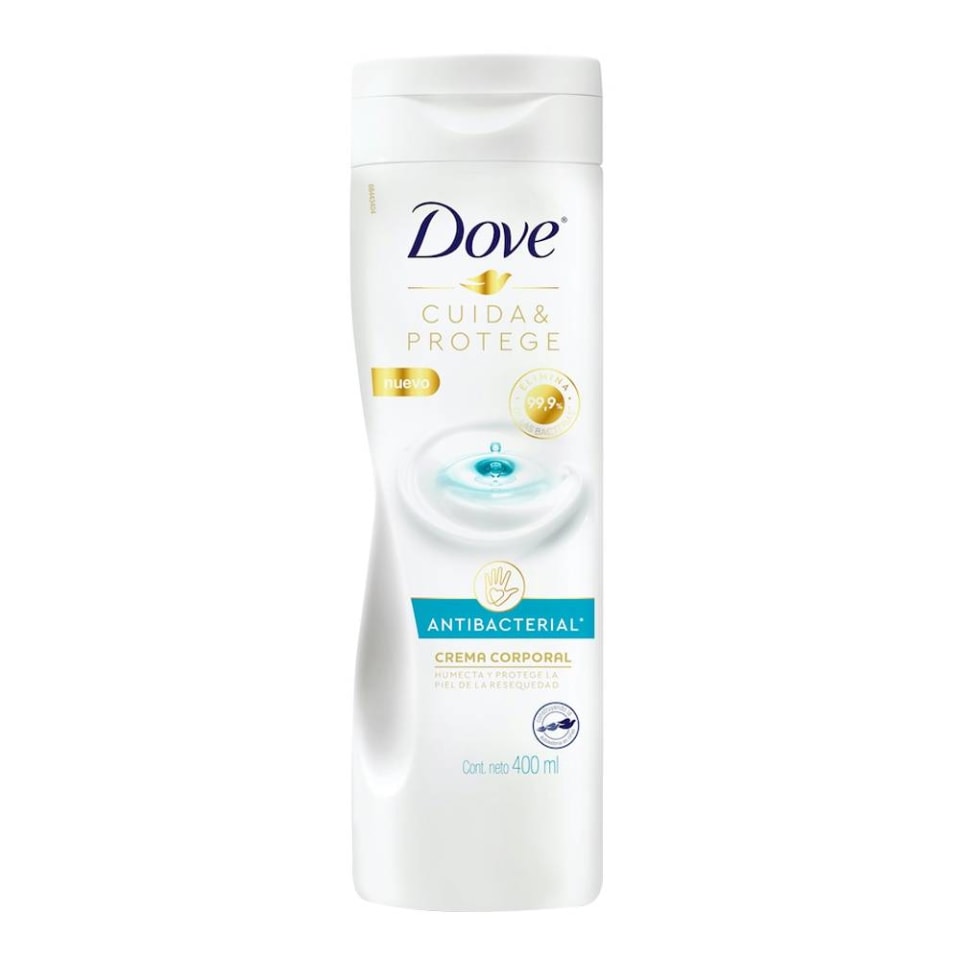 Dove®
CUIDA&
PROTEGE
nuevo
ELIMINA
99,9%
ANTIBACTERIAL*
CREMA CORPORAL
HUMECTA Y PROTEGE LA
PIEL DE LA RESEQUEDAD
Cont. neto 400 ml